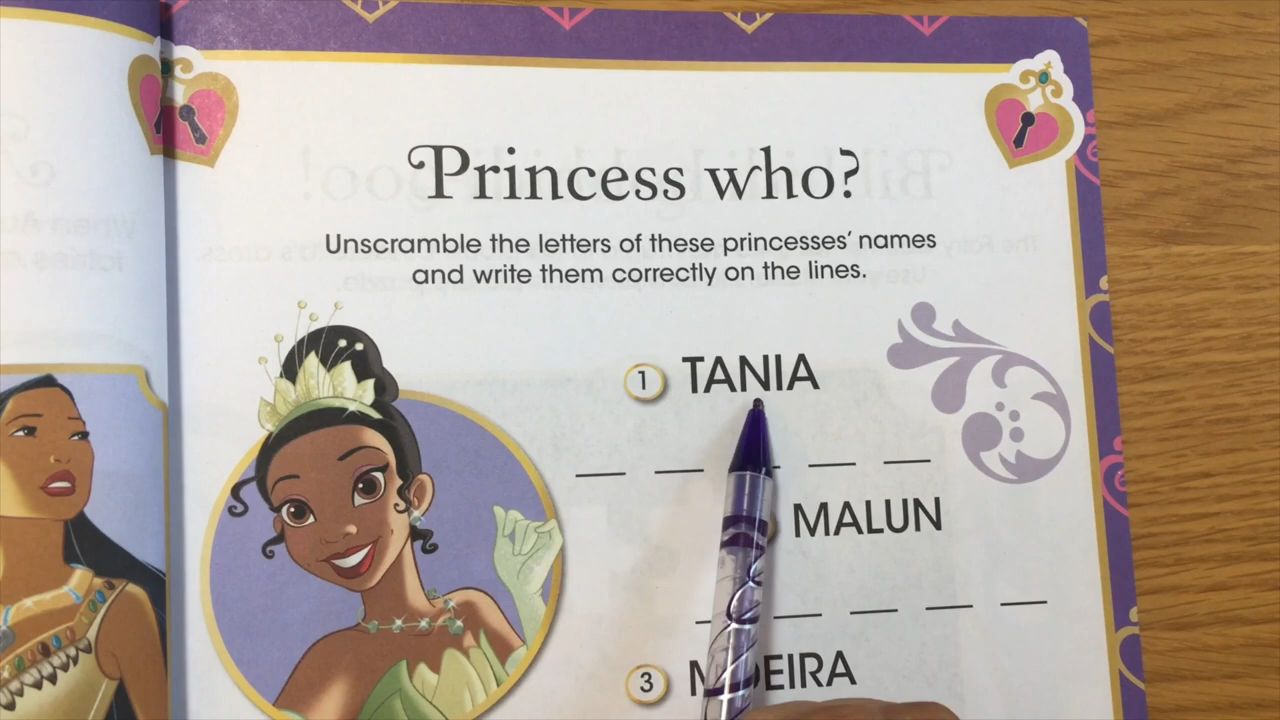 Princess who?
Unscramble the letters of these princesses' names
and write them correctly on the lines.
1 TANIA
MALUN
3